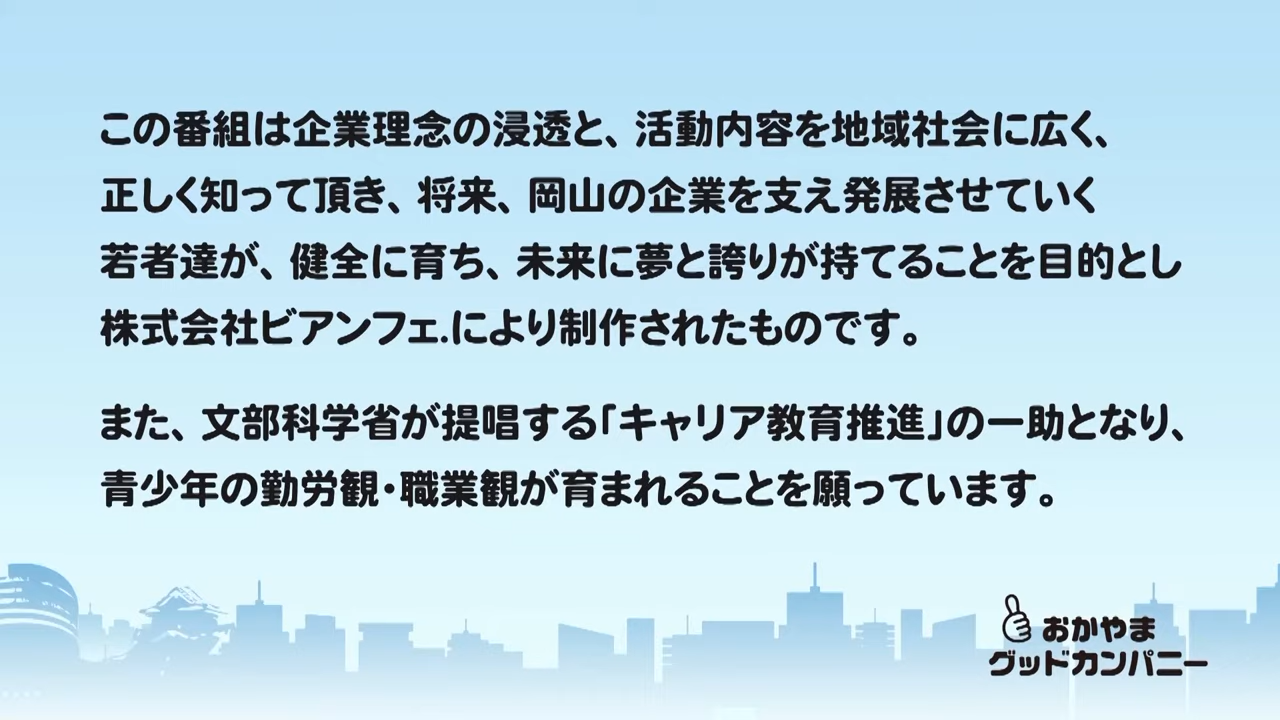 この番組は企業理念の浸透と、活動内容を地域社会に広く、
正しく知って頂き、将来、岡山の企業を支え発展させていく
若者達が、健全に育ち、未来に夢と誇りが持てることを目的とし
株式会社ビアンフェ.により制作されたものです。
また、文部科学省が提唱する「キャリア教育推進」の一助となり、
青少年の勤労観・職業観が育まれることを願っています。
おかやま
グッドカンパニー